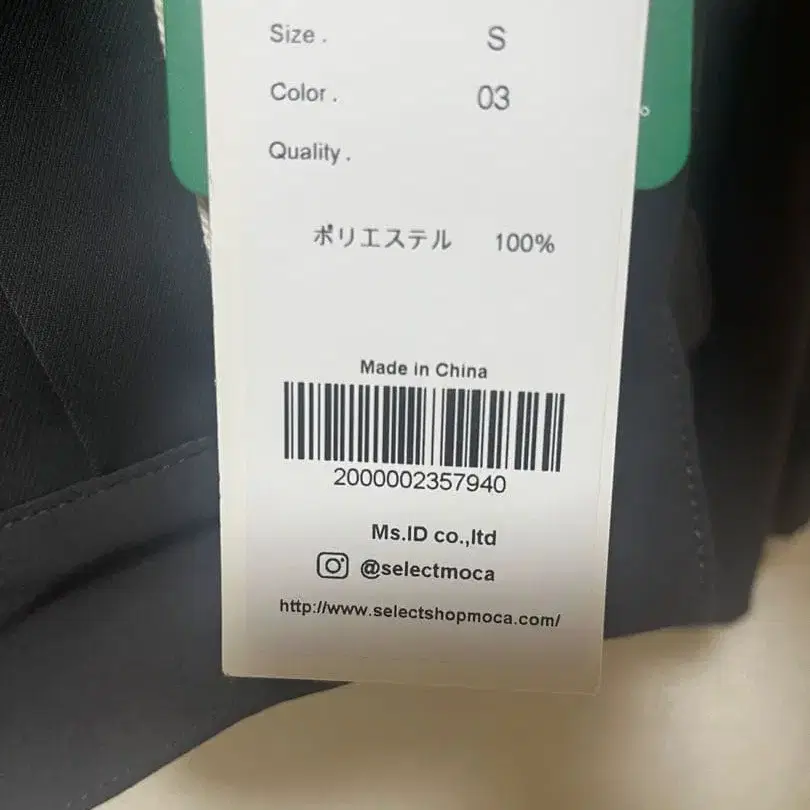 Size . S
Color . 03
Quality .
ポリエステル 100%
Made in China
2000002357940
Ms.ID co.,ltd
@selectmoca
http://www.selectshopmoca.com/